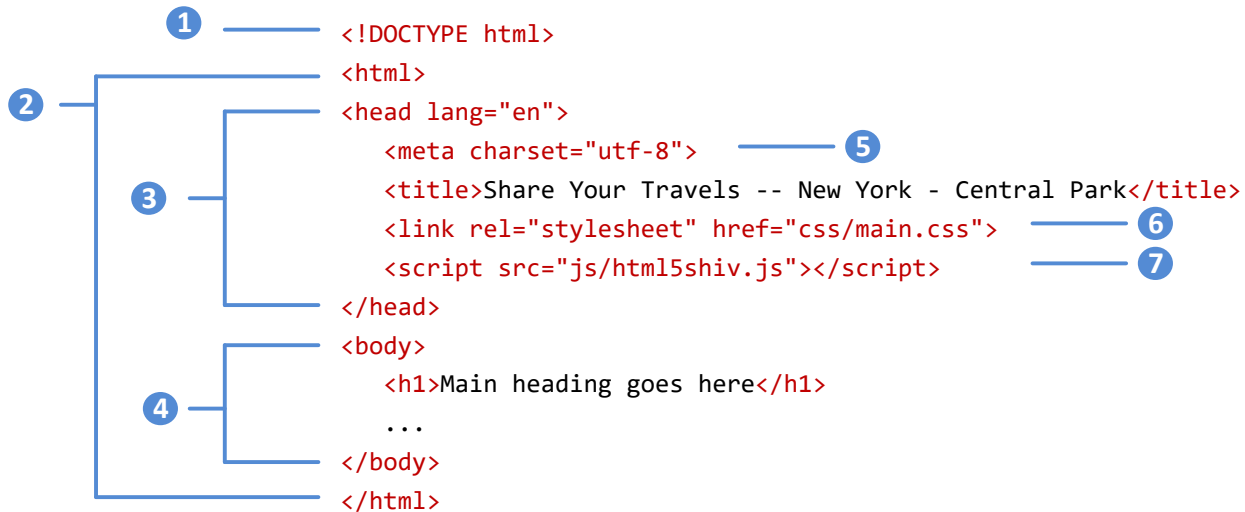 1 <!DOCTYPE html>
2 <html>
3 <head lang="en">
<meta charset="utf-8"> 5
<title>Share Your Travels -- New York - Central Park</title>
<link rel="stylesheet" href="css/main.css"> 6
<script src="js/html5shiv.js"></script> 7
</head>
4 <body>
<h1>Main heading goes here</h1>
...
</body>
</html>